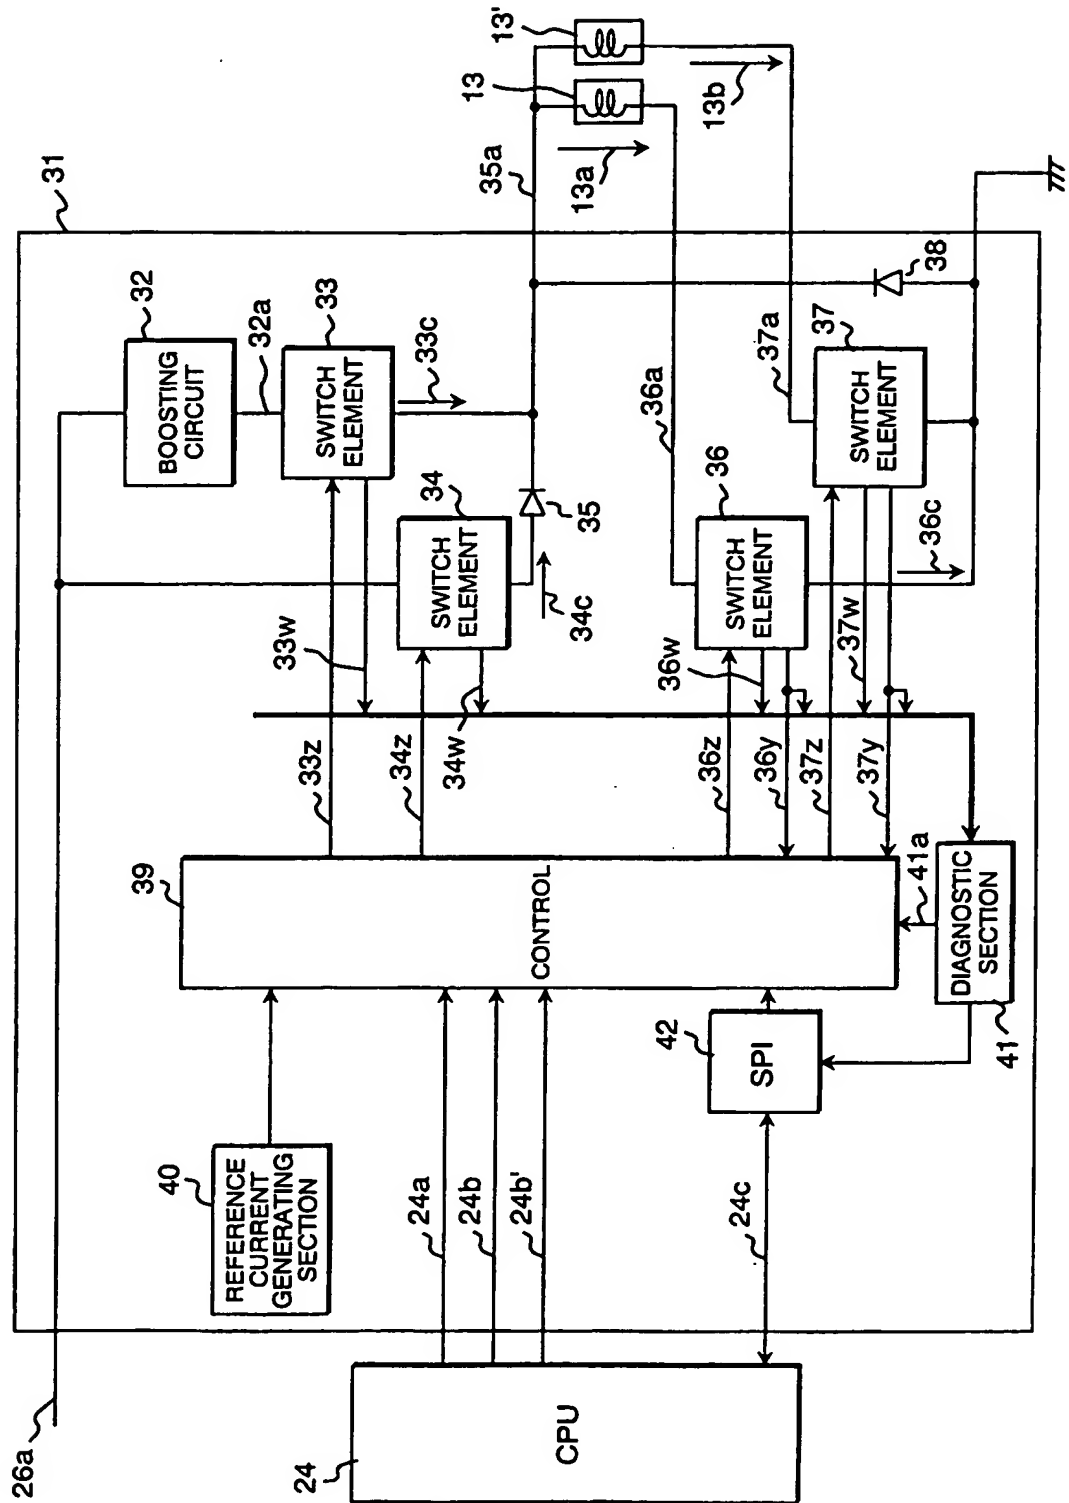 26a
31
BOOSTING
CIRCUIT
32
32a
SWITCH
ELEMENT
33
33c
SWITCH
ELEMENT
34
34c
35
35a
13
13'
13a
13b
33w
33z
34z
34w
36a
37a
38
SWITCH
ELEMENT
36
36c
SWITCH
ELEMENT
37
36w
37w
36z
36y
37z
37y
39
CONTROL
41a
DIAGNOSTIC
SECTION
41
42
SPI
40
REFERENCE
CURRENT
GENERATING
SECTION
24a
24b
24b'
24c
CPU
24